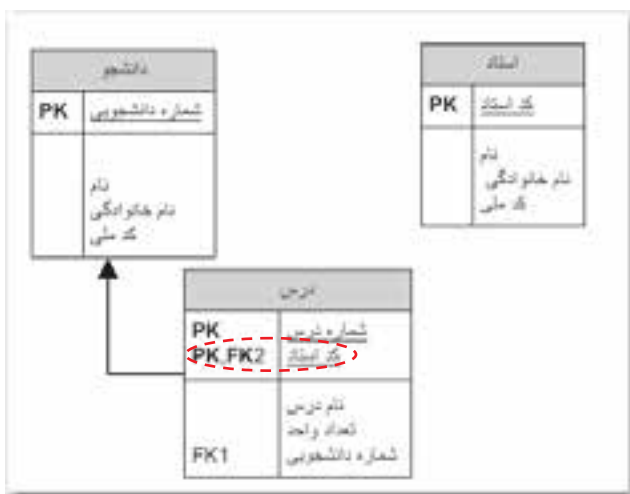 دانشجو
PK شماره دانشجویی
نام
نام خانوادگی
کد ملی
استاد
PK کد استاد
نام
نام خانوادگی
کد ملی
درس
PK شماره درس
PK,FK2 کد استاد
نام درس
تعداد واحد
FK1 شماره دانشجویی